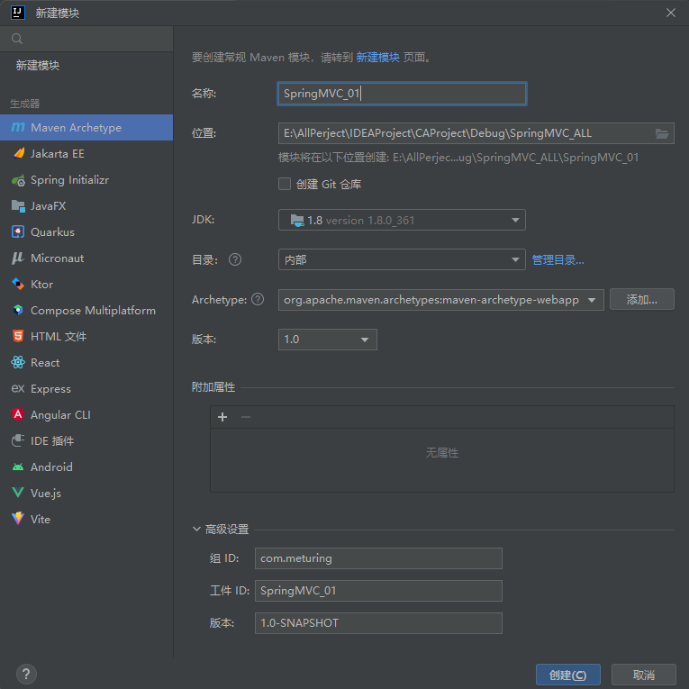 新建模块
新建模块
生成器
Maven Archetype
Jakarta EE
Spring Initializr
JavaFX
Quarkus
Micronaut
Ktor
Compose Multiplatform
HTML 文件
React
Express
Angular CLI
IDE 插件
Android
Vue.js
Vite
要创建常规 Maven 模块，请转到 新建模块 页面。
名称: SpringMVC_01
位置: E:\AllPerject\IDEAProject\CAProject\Debug\SpringMVC_ALL
模块将在以下位置创建: E:\AllPerjec...ug\SpringMVC_ALL\SpringMVC_01
创建 Git 仓库
JDK: 1.8 version 1.8.0_361
目录: ? 内部 管理目录...
Archetype: ? org.apache.maven.archetypes:maven-archetype-webapp 添加...
版本: 1.0
附加属性
+ −
无属性
高级设置
组 ID: com.meturing
工件 ID: SpringMVC_01
版本: 1.0-SNAPSHOT
? 创建(C) 取消